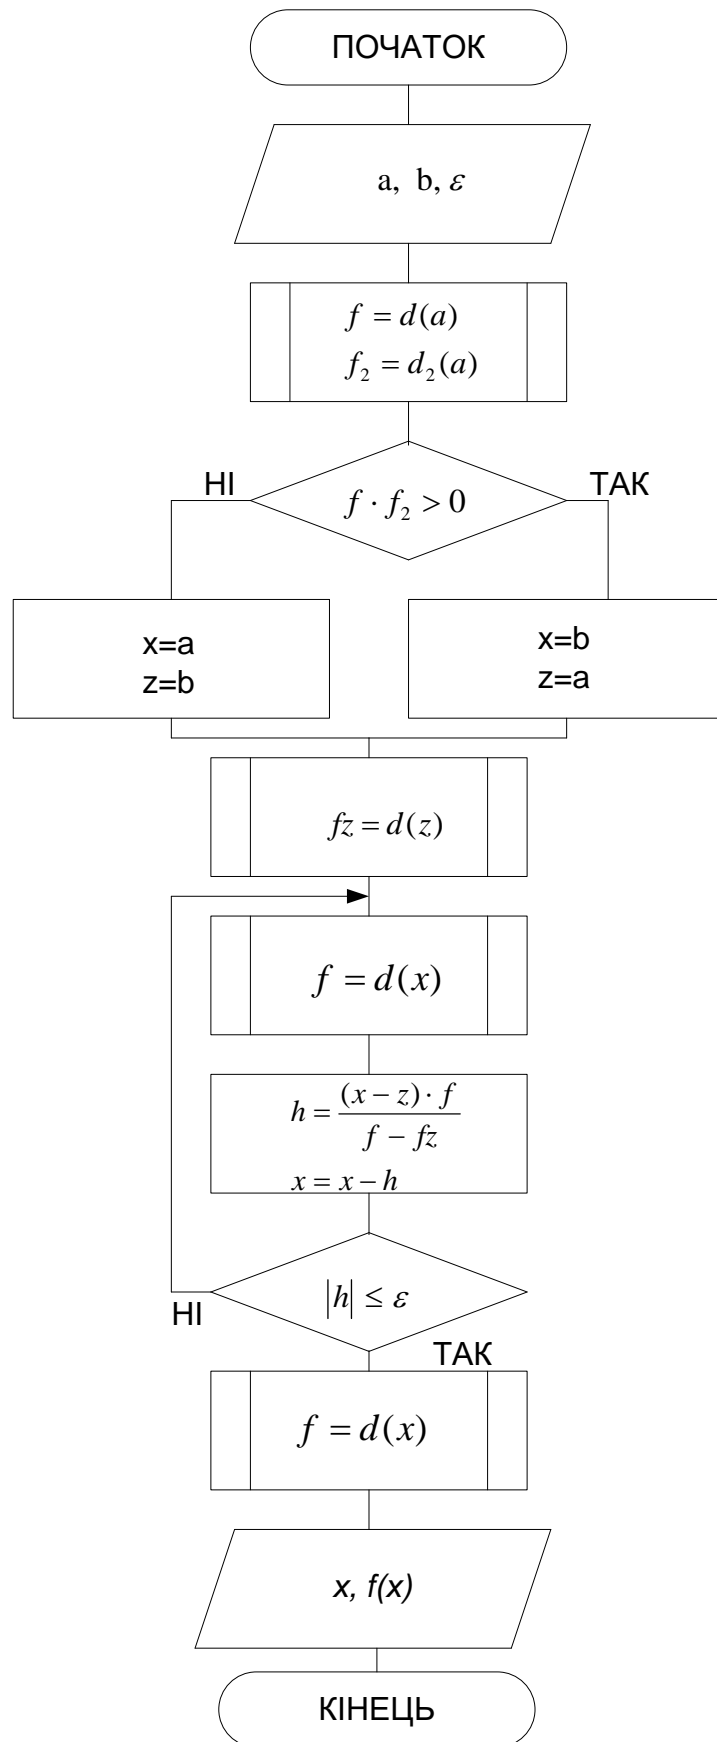 ПОЧАТОК
a, b, ε
f = d(a)
f₂ = d₂(a)
НІ
ТАК
f · f₂ > 0
x=a
z=b
x=b
z=a
fz = d(z)
f = d(x)
h = (x − z) · f / f − fz
x = x − h
|h| ≤ ε
НІ
ТАК
f = d(x)
x, f(x)
КІНЕЦЬ